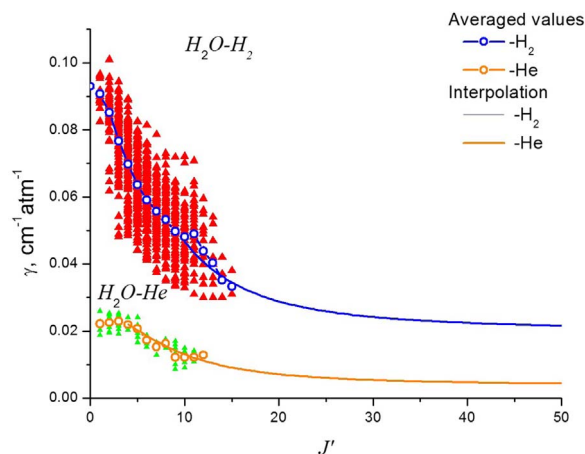 Averaged values
-H₂
-He
Interpolation
-H₂
-He
H₂O-H₂
H₂O-He
γ, cm⁻¹atm⁻¹
0.10
0.08
0.06
0.04
0.02
0.00
0 10 20 30 40 50
J'